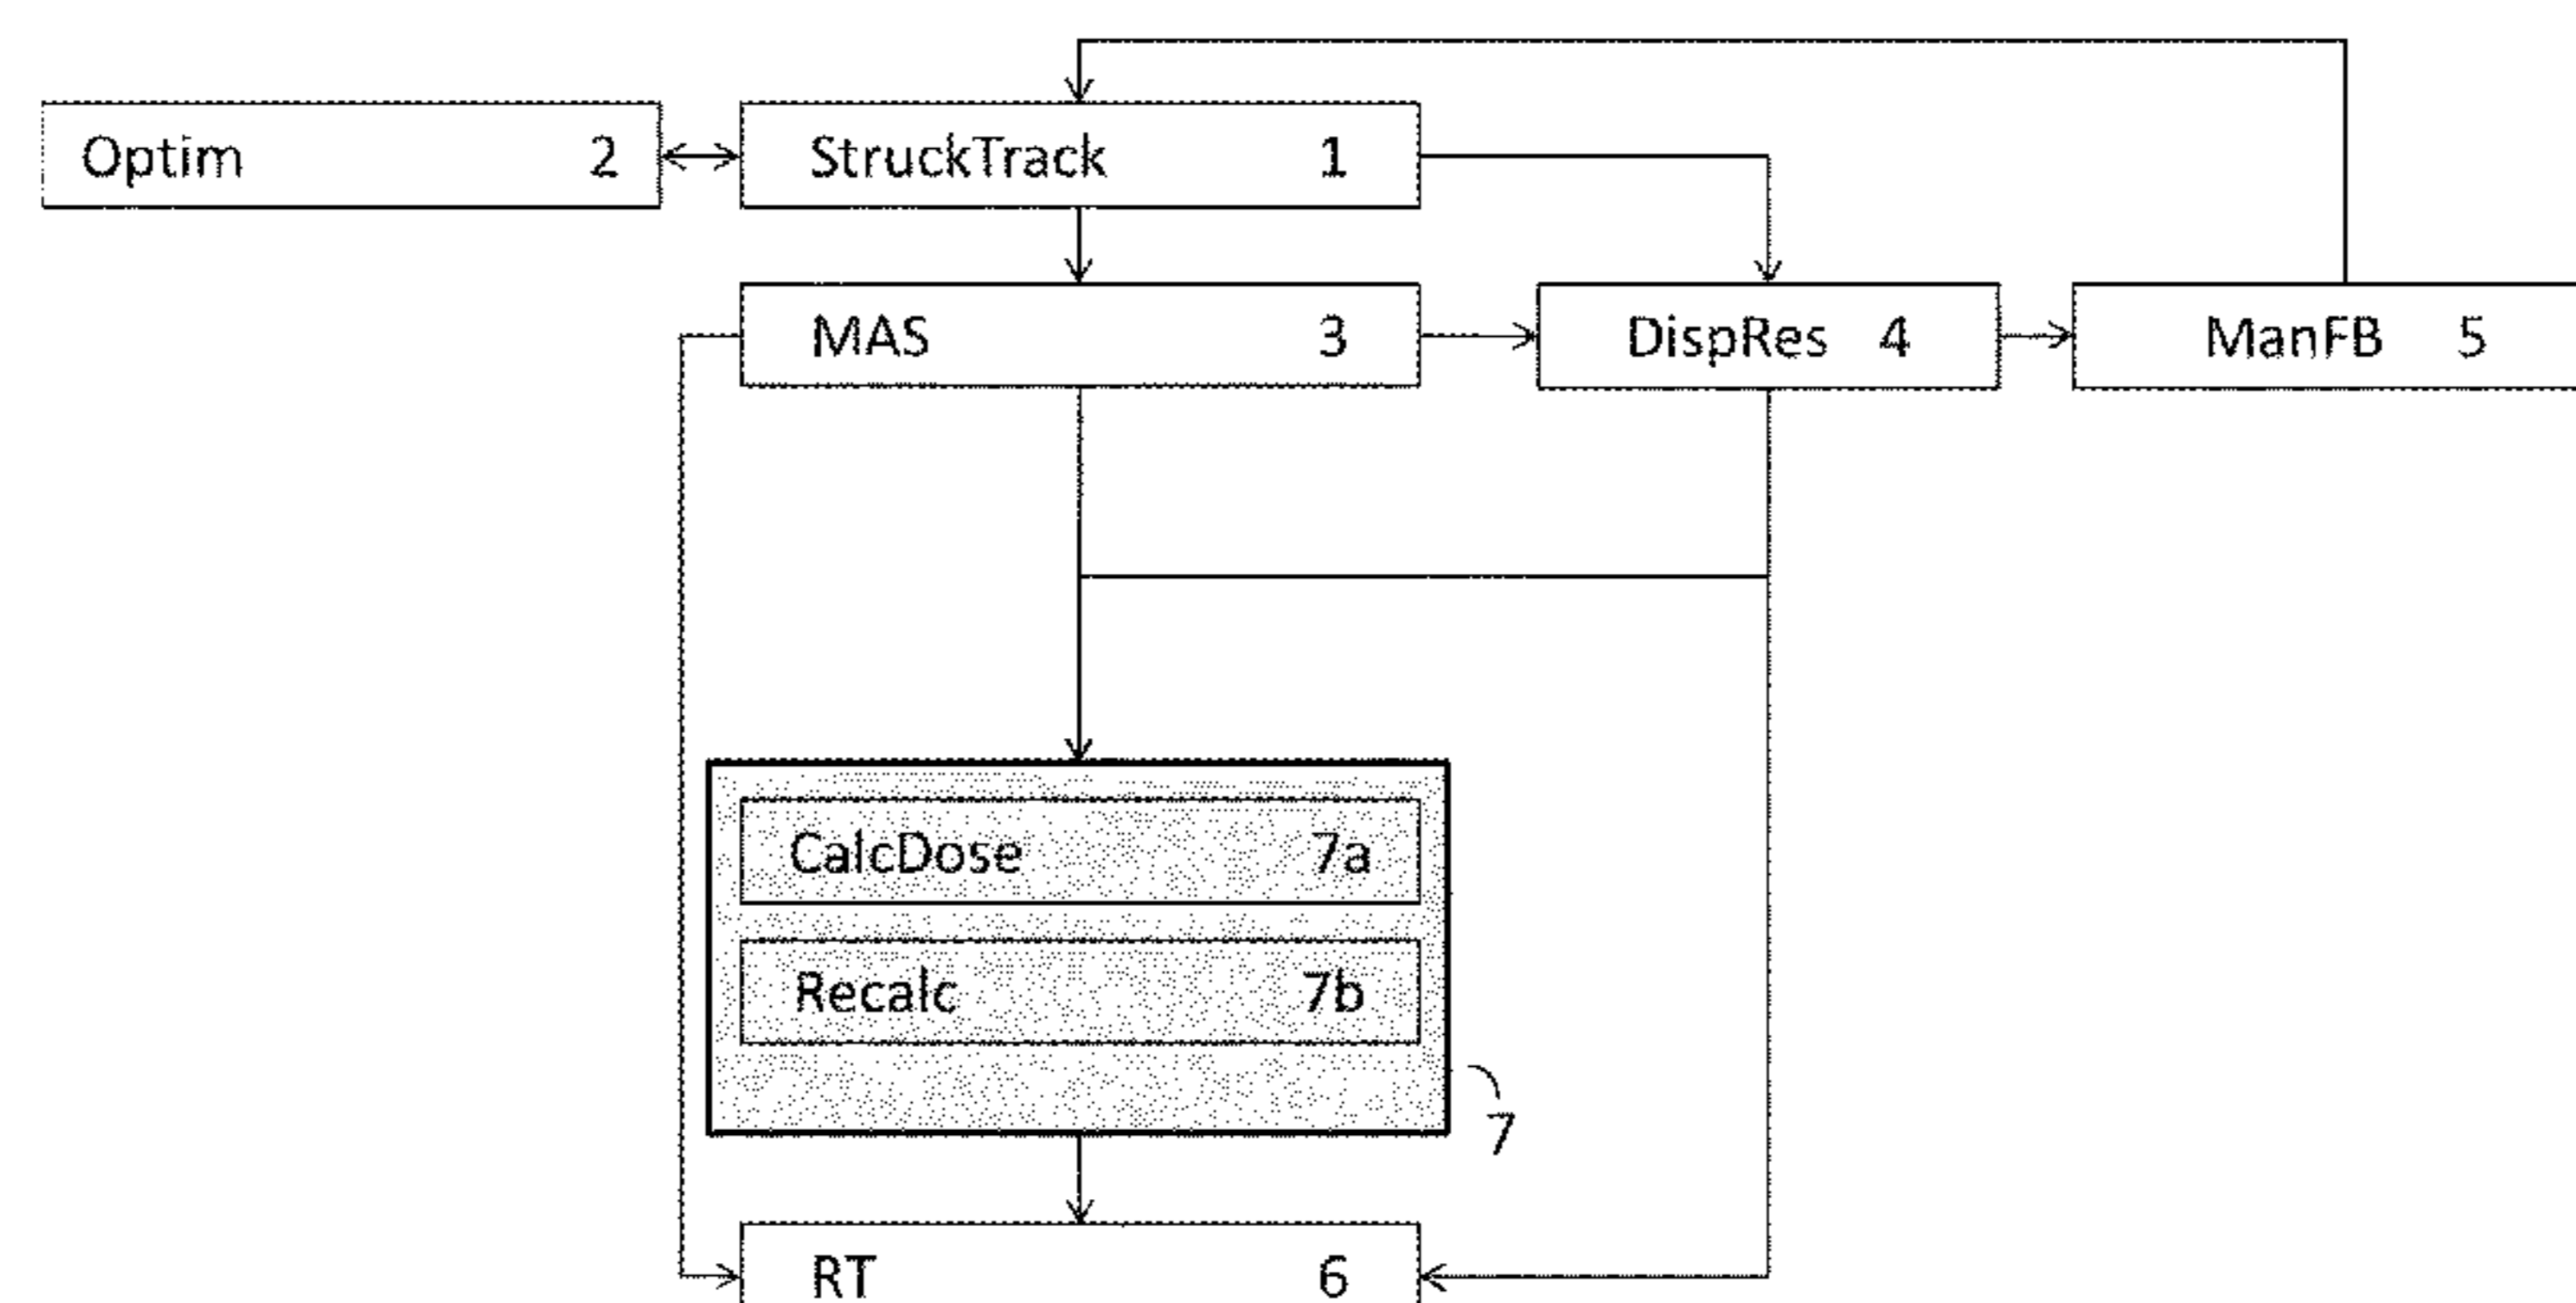 Optim 2
StruckTrack 1
MAS 3
DispRes 4
ManFB 5
CalcDose 7a
Recalc 7b
7
RT 6